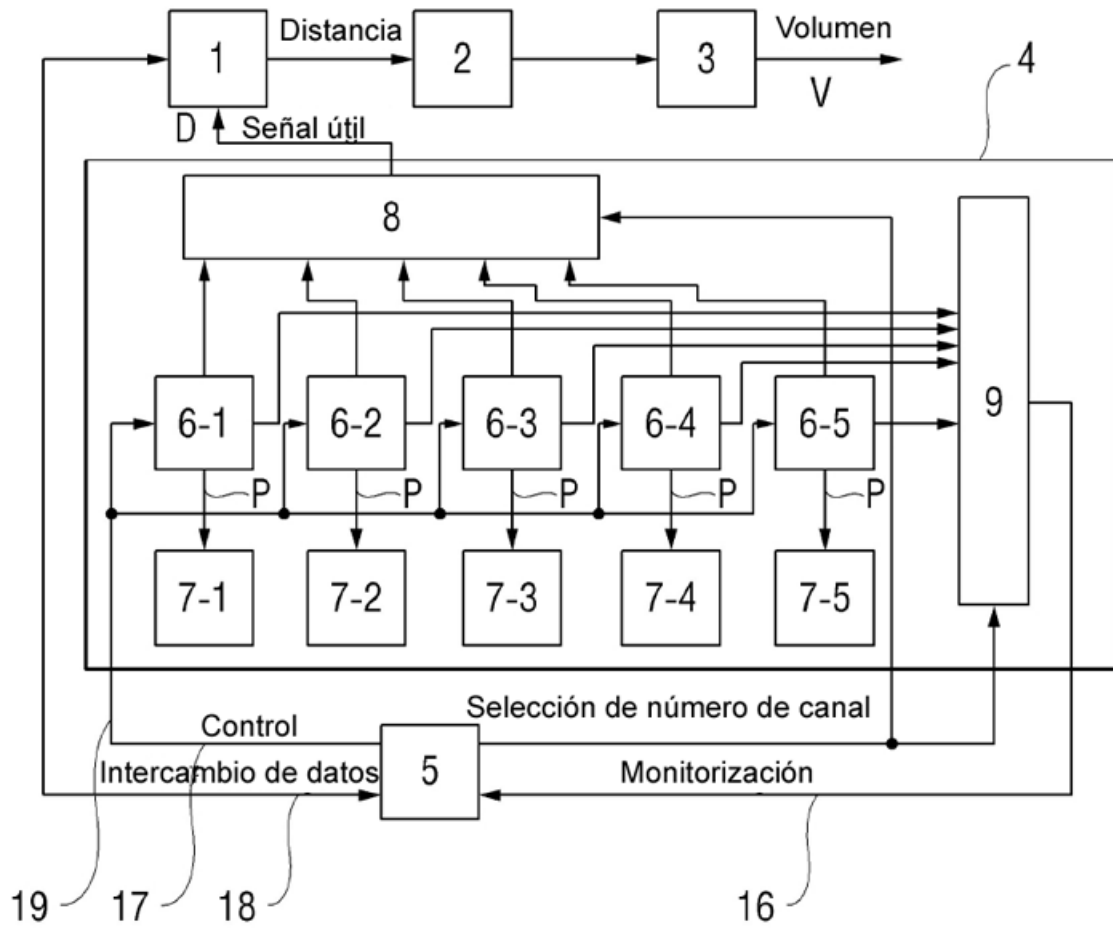 1
Distancia
2
3
Volumen
V
4
D
Señal útil
8
9
6-1
6-2
6-3
6-4
6-5
P
P
P
P
P
7-1
7-2
7-3
7-4
7-5
Selección de número de canal
Control
5
Intercambio de datos
Monitorización
19
17
18
16